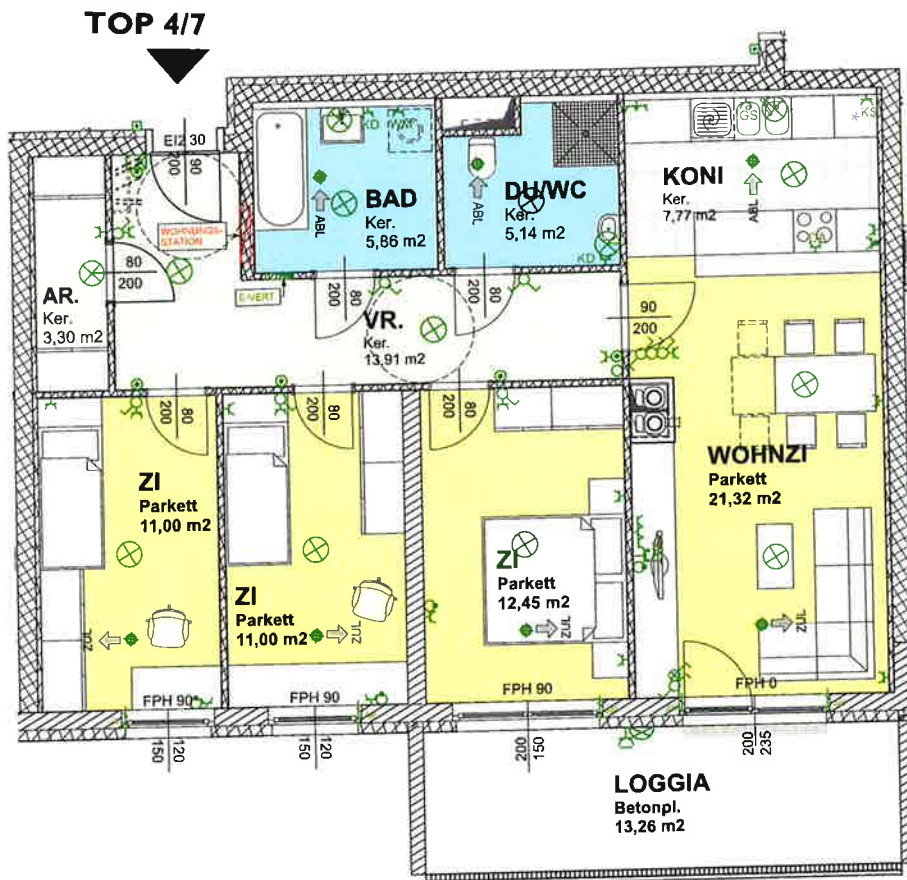 TOP 4/7
EI2 30
90
200
KD
WM
GS
KS
BAD
Ker.
5,86 m2
ABL
DU/WC
Ker.
5,14 m2
ABL
KD
KONI
Ker.
7,77 m2
ABL
WOHNUNGS-
STATION
80
200
E-VERT
AR.
Ker.
3,30 m2
80
200
80
200
VR.
Ker.
13,91 m2
90
200
80
200
80
200
80
200
ZI
Parkett
11,00 m2
ZUL
ZI
Parkett
11,00 m2
ZUL
ZI
Parkett
12,45 m2
ZUL
WOHNZI
Parkett
21,32 m2
ZUL
FPH 90
FPH 90
FPH 90
FPH 0
150
120
150
120
200
150
200
235
LOGGIA
Betonpl.
13,26 m2